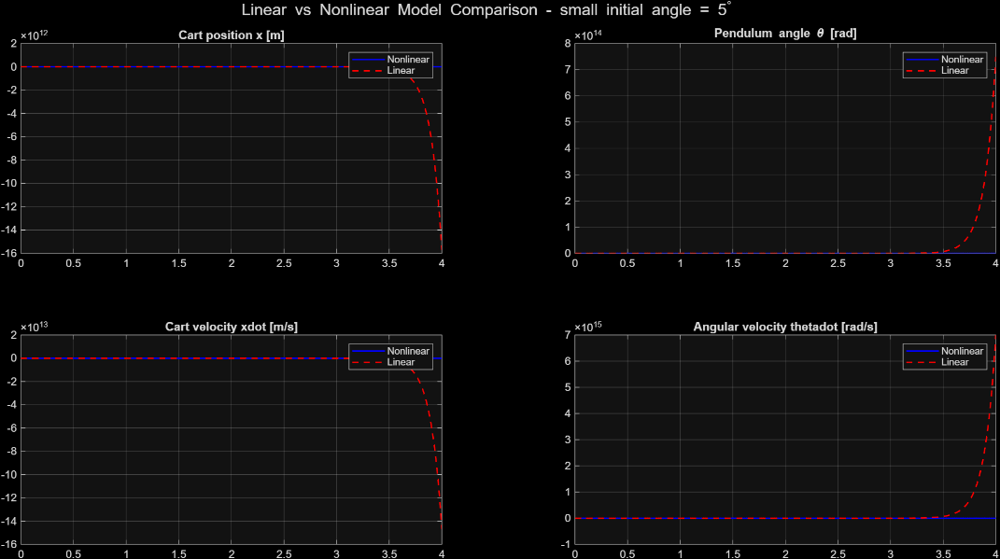 Linear vs Nonlinear Model Comparison - small initial angle = 5°
Cart position x [m]
×10¹²
2
0
-2
-4
-6
-8
-10
-12
-14
-16
0 0.5 1 1.5 2 2.5 3 3.5 4
Nonlinear
Linear
Pendulum angle θ [rad]
×10¹⁴
8
7
6
5
4
3
2
1
0
0 0.5 1 1.5 2 2.5 3 3.5 4
Nonlinear
Linear
Cart velocity xdot [m/s]
×10¹³
2
0
-2
-4
-6
-8
-10
-12
-14
-16
0 0.5 1 1.5 2 2.5 3 3.5 4
Nonlinear
Linear
Angular velocity thetadot [rad/s]
×10¹⁵
7
6
5
4
3
2
1
0
-1
0 0.5 1 1.5 2 2.5 3 3.5 4
Nonlinear
Linear